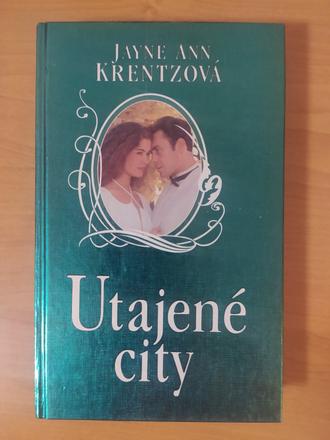 JAYNE ANN
KRENTZOVÁ
Utajené
city